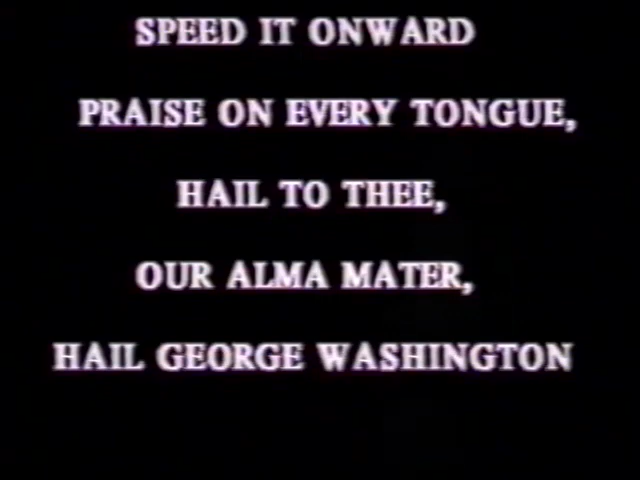 SPEED IT ONWARD
PRAISE ON EVERY TONGUE,
HAIL TO THEE,
OUR ALMA MATER,
HAIL GEORGE WASHINGTON